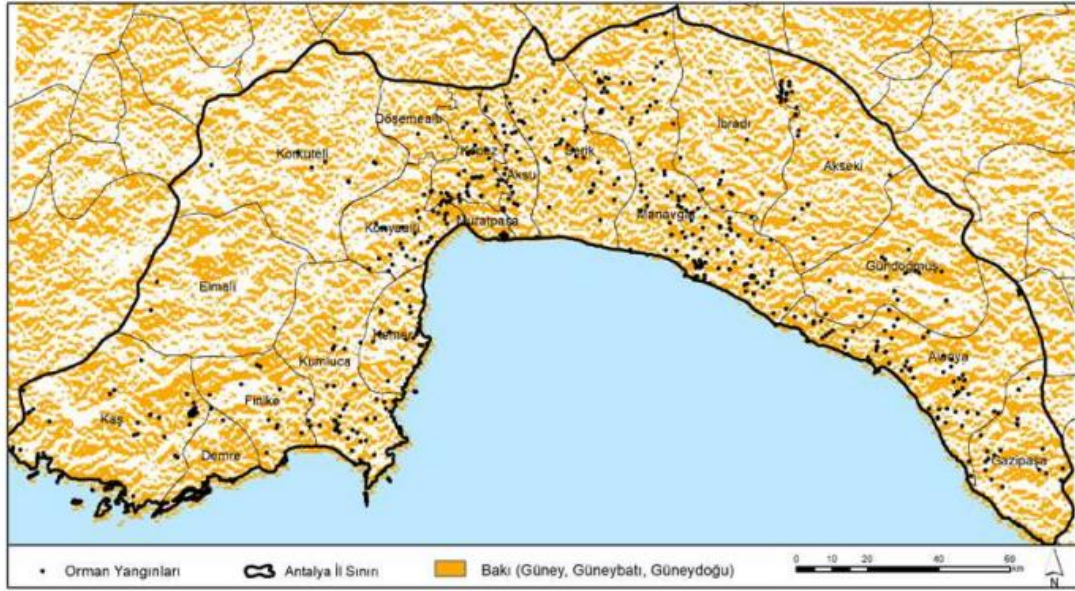 Döşemealtı
İbradı
Korkuteli
Kepez
Serik
Akseki
Aksu
Manavgat
Muratpaşa
Konyaaltı
Gündoğmuş
Elmalı
Kemer
Alanya
Kumluca
Finike
Kaş
Demre
Gazipaşa
Orman Yangınları Antalya İl Sınırı Bakı (Güney, Güneybatı, Güneydoğu)
0 10 20 40 60
km
N